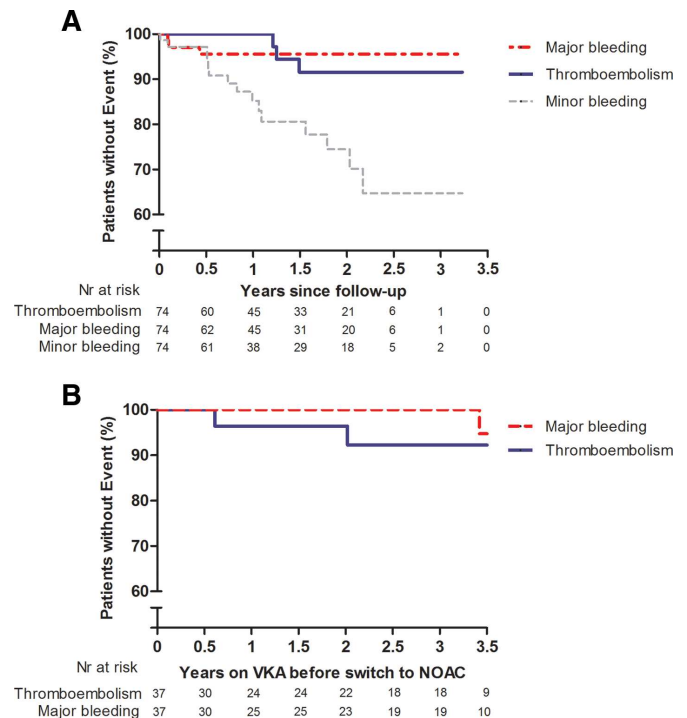 A
Patients without Event (%)
100
90
80
70
60
0 0.5 1 1.5 2 2.5 3 3.5
Years since follow-up
Major bleeding
Thromboembolism
Minor bleeding
Nr at risk
Thromboembolism 74 60 45 33 21 6 1 0
Major bleeding 74 62 45 31 20 6 1 0
Minor bleeding 74 61 38 29 18 5 2 0
B
Patients without Event (%)
100
90
80
70
60
0 0.5 1 1.5 2 2.5 3 3.5
Years on VKA before switch to NOAC
Major bleeding
Thromboembolism
Nr at risk
Thromboembolism 37 30 24 24 22 18 18 9
Major bleeding 37 30 25 25 23 19 19 10